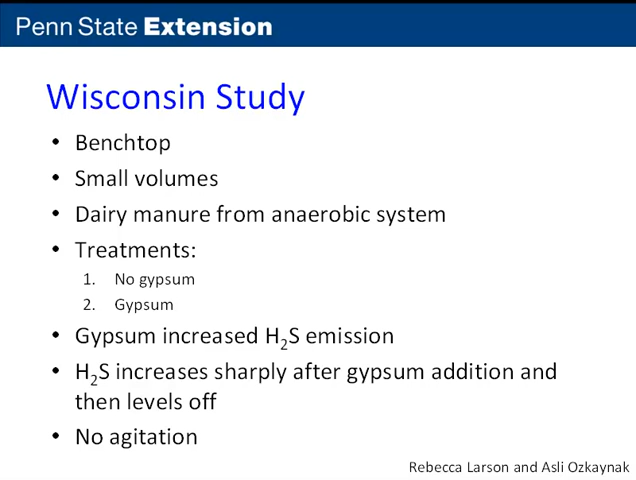 Penn State Extension
Wisconsin Study
• Benchtop
• Small volumes
• Dairy manure from anaerobic system
• Treatments:
1. No gypsum
2. Gypsum
• Gypsum increased H₂S emission
• H₂S increases sharply after gypsum addition and
then levels off
• No agitation
Rebecca Larson and Asli Ozkaynak